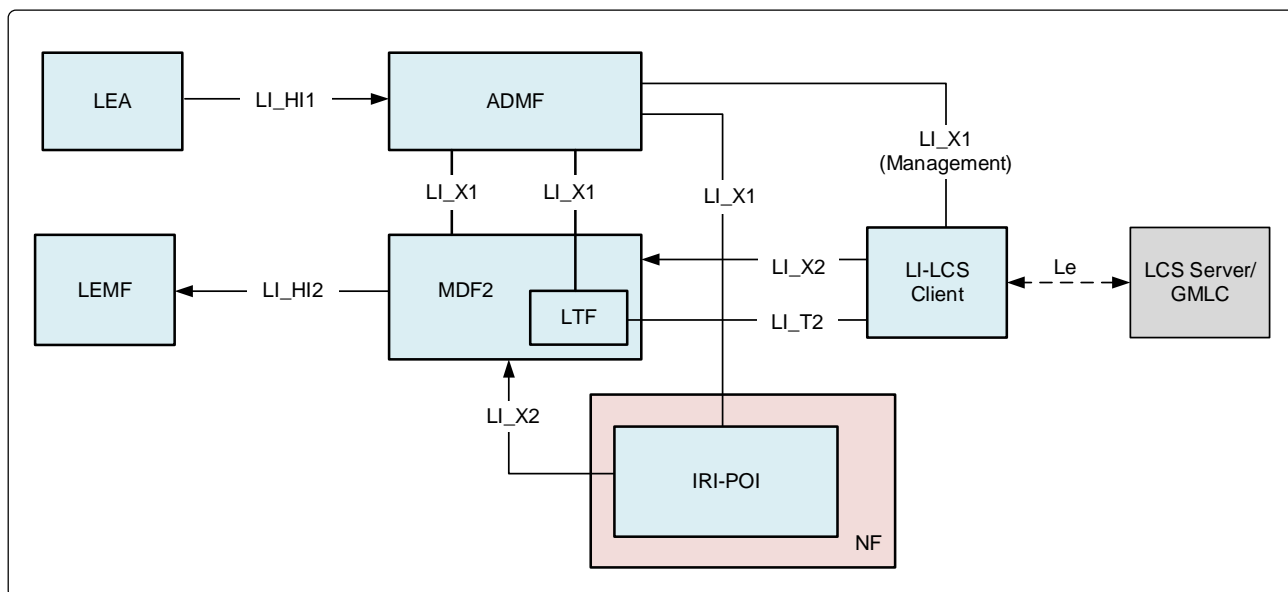 LEA
LI_HI1
ADMF
LI_X1
(Management)
LI_X1
LI_X1
LI_X1
LEMF
LI_HI2
MDF2
LTF
LI_X2
LI_T2
LI-LCS
Client
Le
LCS Server/
GMLC
LI_X2
IRI-POI
NF